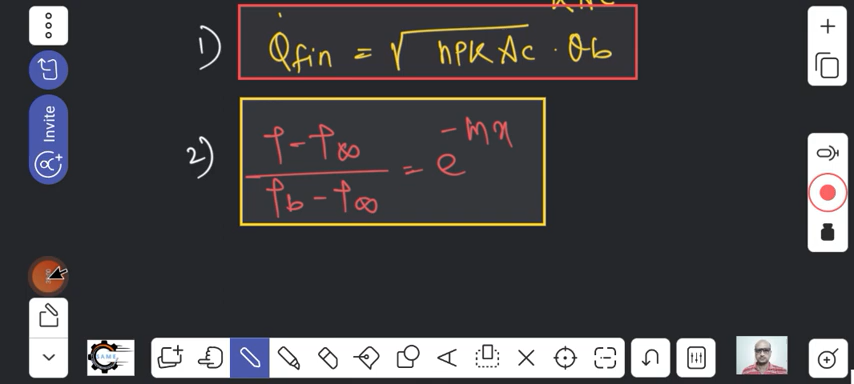 1) Q̇fin = √hPKAc · θb
2) T-T∞ / Tb-T∞ = e^-mx
Invite